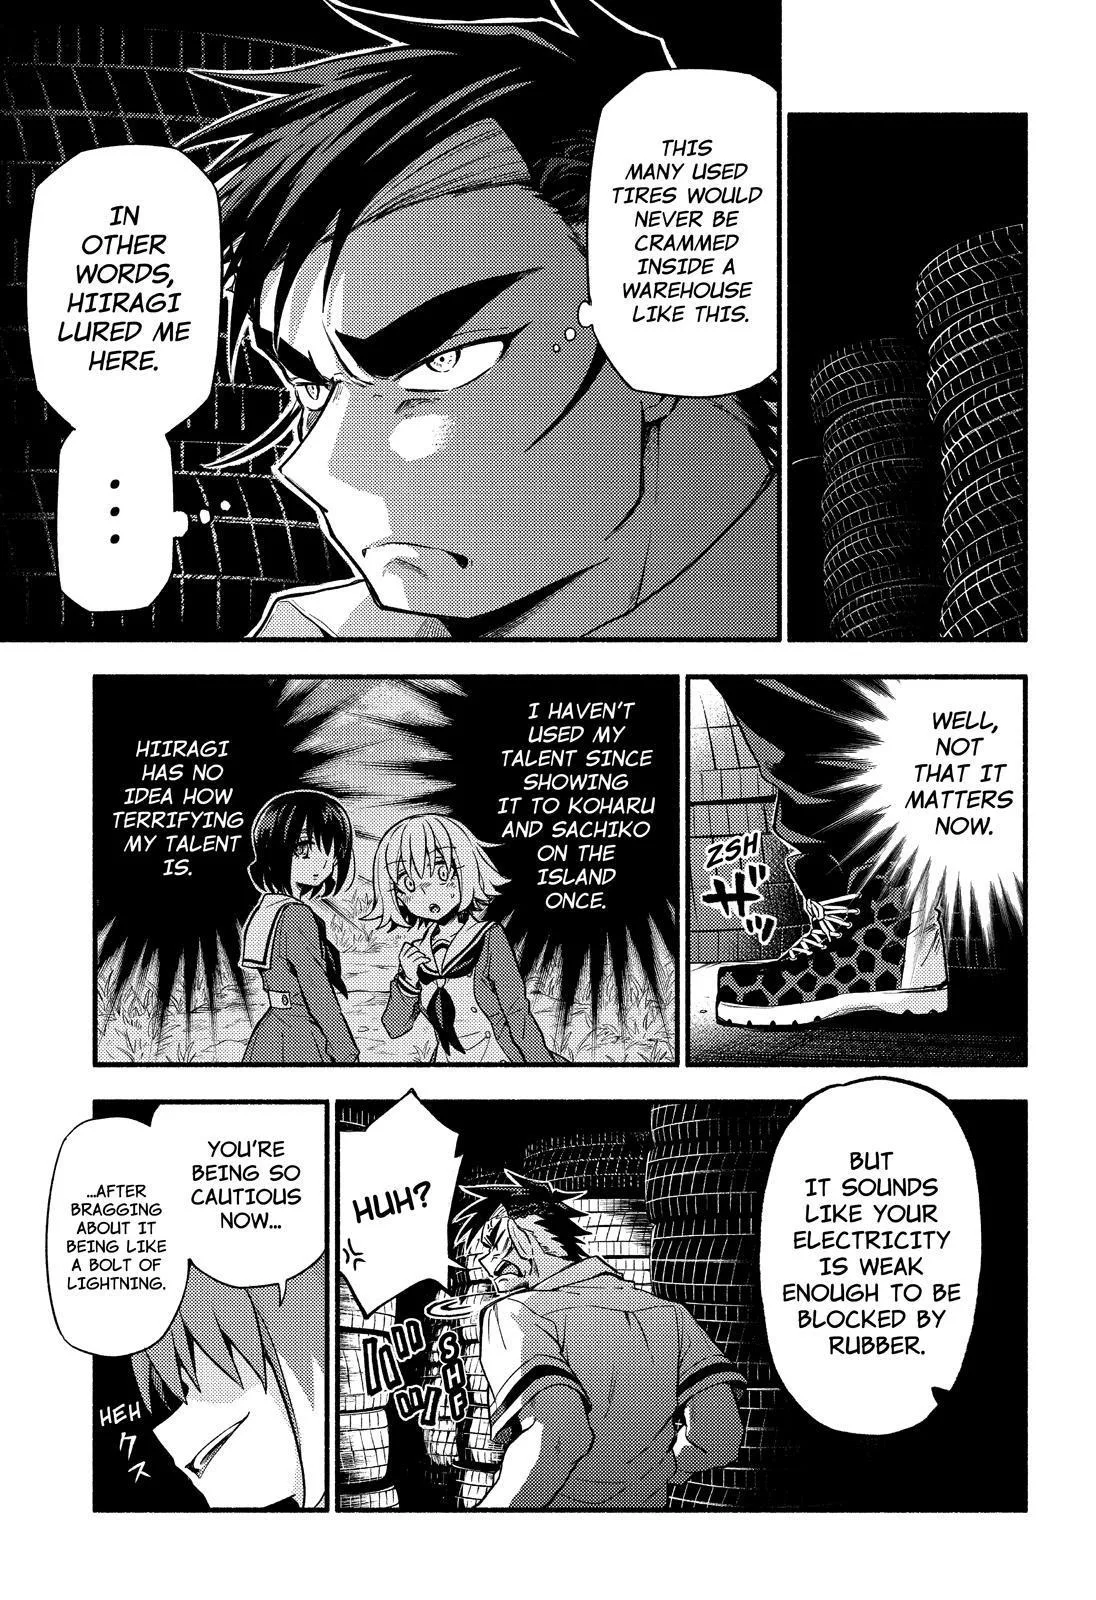 THIS
MANY USED
TIRES WOULD
NEVER BE
CRAMMED
INSIDE A
WAREHOUSE
LIKE THIS.
IN
OTHER
WORDS,
HIIRAGI
LURED ME
HERE.
...
WELL,
NOT
THAT IT
MATTERS
NOW.
ZSH
ザッ
I HAVEN'T
USED MY
TALENT SINCE
SHOWING
IT TO KOHARU
AND SACHIKO
ON THE
ISLAND
ONCE.
HIIRAGI
HAS NO
IDEA HOW
TERRIFYING
MY TALENT
IS.
BUT
IT SOUNDS
LIKE YOUR
ELECTRICITY
IS WEAK
ENOUGH TO BE
BLOCKED BY
RUBBER.
HUH?
SHF
YOU'RE
BEING SO
CAUTIOUS
NOW...
...AFTER
BRAGGING
ABOUT IT
BEING LIKE
A BOLT OF
LIGHTNING.
HEH
クス